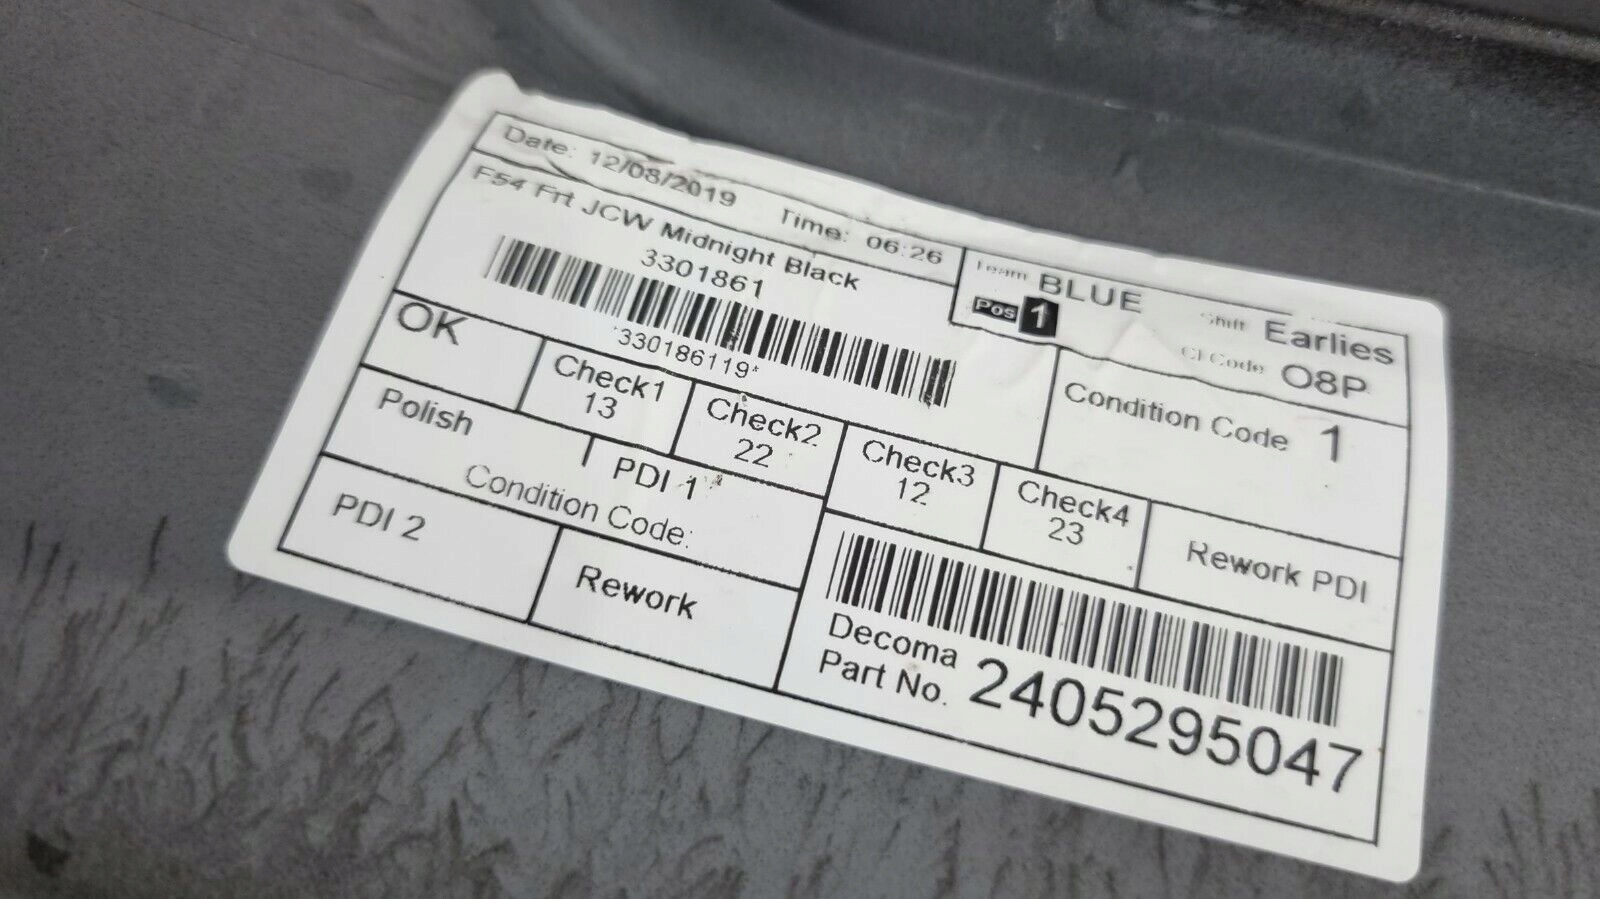 Date: 12/08/2019 Time: 06:26
Team BLUE Shift Earlies
F54 Frt JCW Midnight Black
Pos 1 CI Code O8P
3301861
*330186119*
Condition Code 1
OK Check1 Check2 Check3 Check4 Rework PDI
13 22 12 23
Polish PDI 1
Condition Code:
PDI 2 Rework
Decoma
Part No. 2405295047